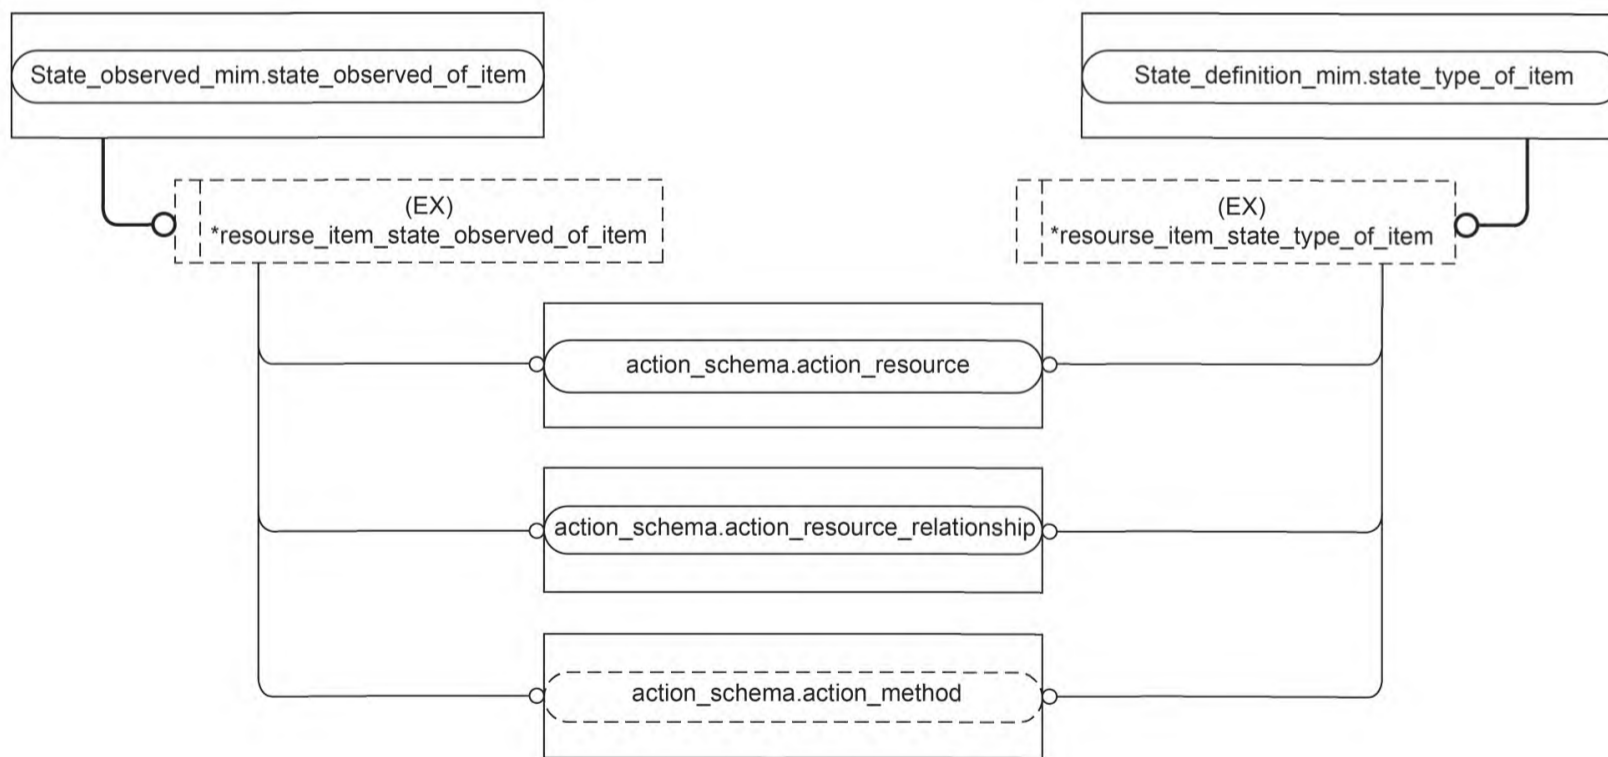 State_observed_mim.state_observed_of_item
State_definition_mim.state_type_of_item
(EX)
*resourse_item_state_observed_of_item
(EX)
*resourse_item_state_type_of_item
action_schema.action_resource
action_schema.action_resource_relationship
action_schema.action_method